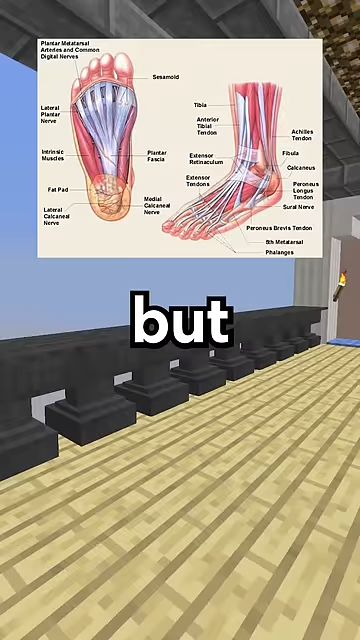 Plantar Metatarsal
Arteries and Common
Digital Nerves
Sesamoid
Lateral
Plantar
Nerve
Intrinsic
Muscles
Plantar
Fascia
Fat Pad
Lateral
Calcaneal
Nerve
Medial
Calcaneal
Nerve
Tibia
Anterior
Tibial
Tendon
Achilles
Tendon
Extensor
Retinaculum
Fibula
Calcaneus
Extensor
Tendons
Peroneus
Longus
Tendon
Sural Nerve
Peroneus Brevis Tendon
5th Metatarsal
Phalanges
but